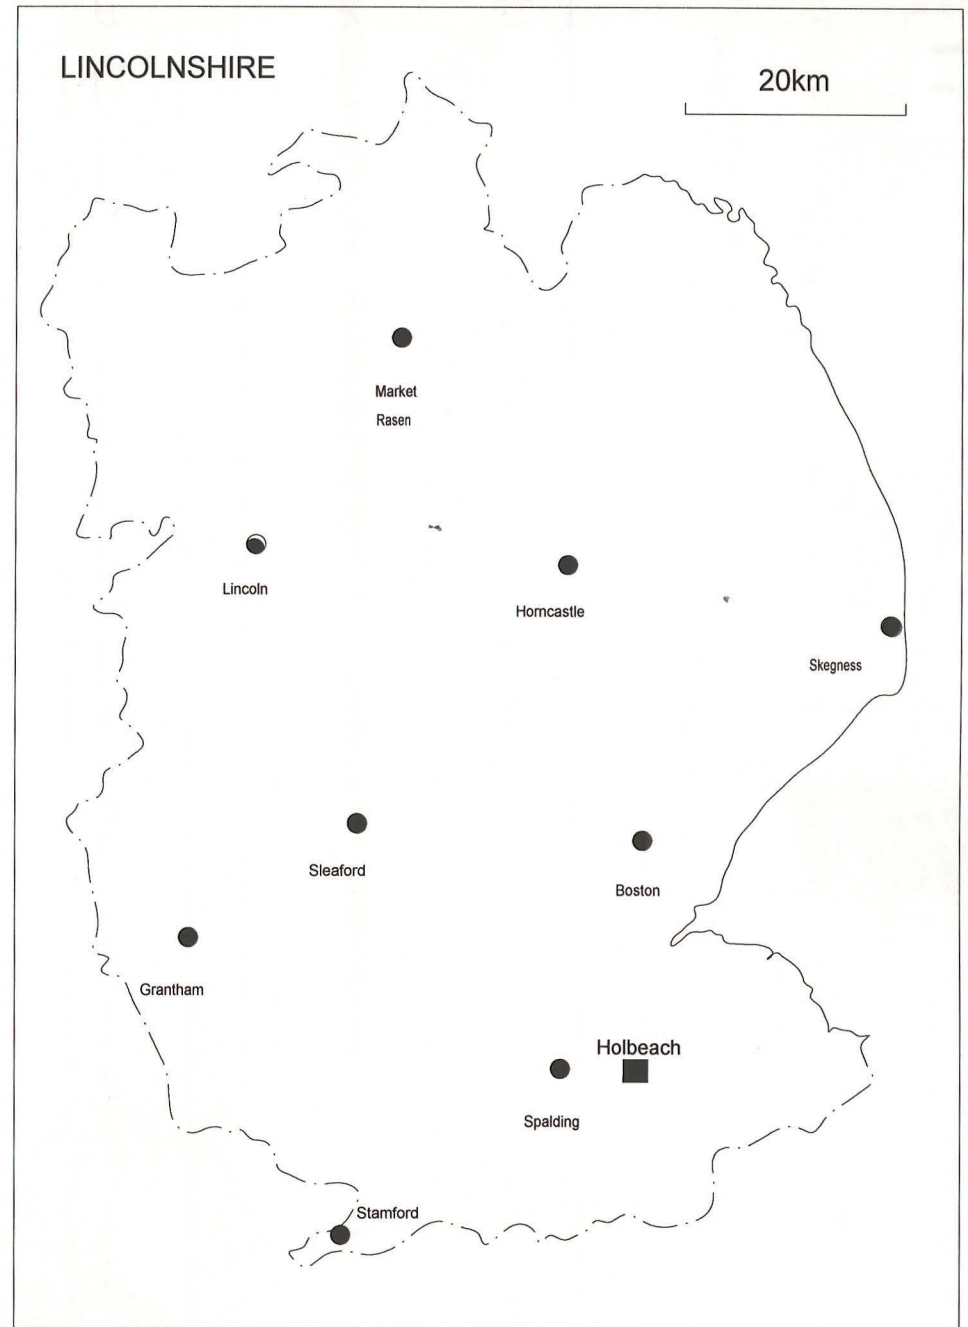 LINCOLNSHIRE
20km
Market
Rasen
Lincoln
Horncastle
Skegness
Sleaford
Boston
Grantham
Holbeach
Spalding
Stamford